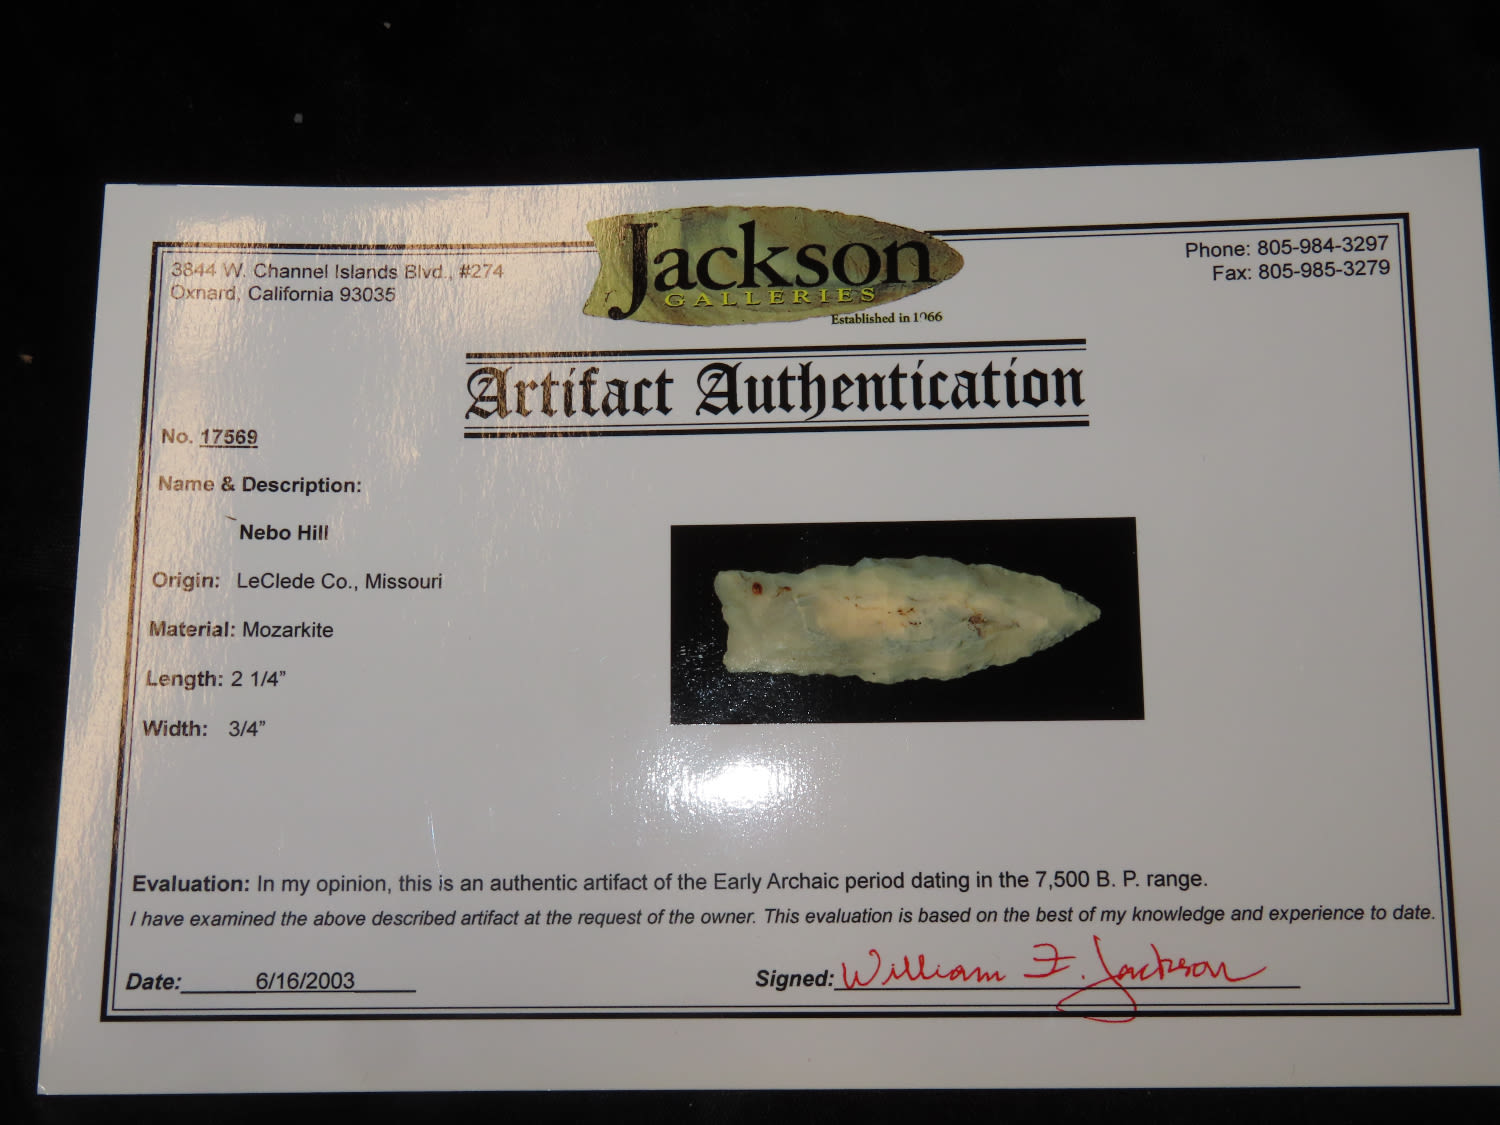 3844 W. Channel Islands Blvd., #274
Oxnard, California 93035
Jackson
GALLERIES
Established in 1966
Phone: 805-984-3297
Fax: 805-985-3279
Artifact Authentication
No. 17569
Name & Description:
Nebo Hill
Origin: LeClede Co., Missouri
Material: Mozarkite
Length: 2 1/4”
Width: 3/4”
Evaluation: In my opinion, this is an authentic artifact of the Early Archaic period dating in the 7,500 B. P. range.
I have examined the above described artifact at the request of the owner. This evaluation is based on the best of my knowledge and experience to date.
Date: 6/16/2003
Signed: William F. Jackson